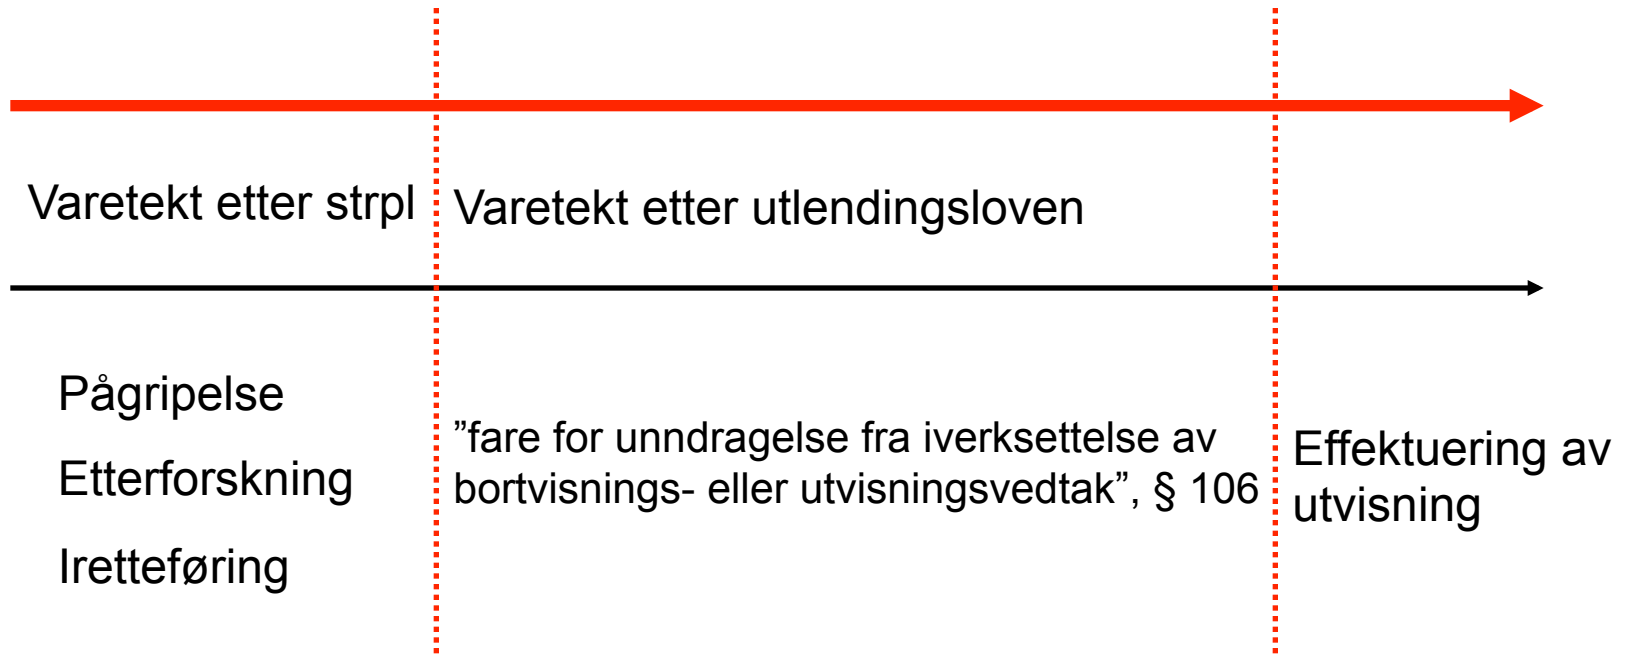 Varetekt etter strpl
Varetekt etter utlendingsloven
Pågripelse
Etterforskning
Iretteføring
”fare for unndragelse fra iverksettelse av
bortvisnings- eller utvisningsvedtak”, § 106
Effektuering av
utvisning